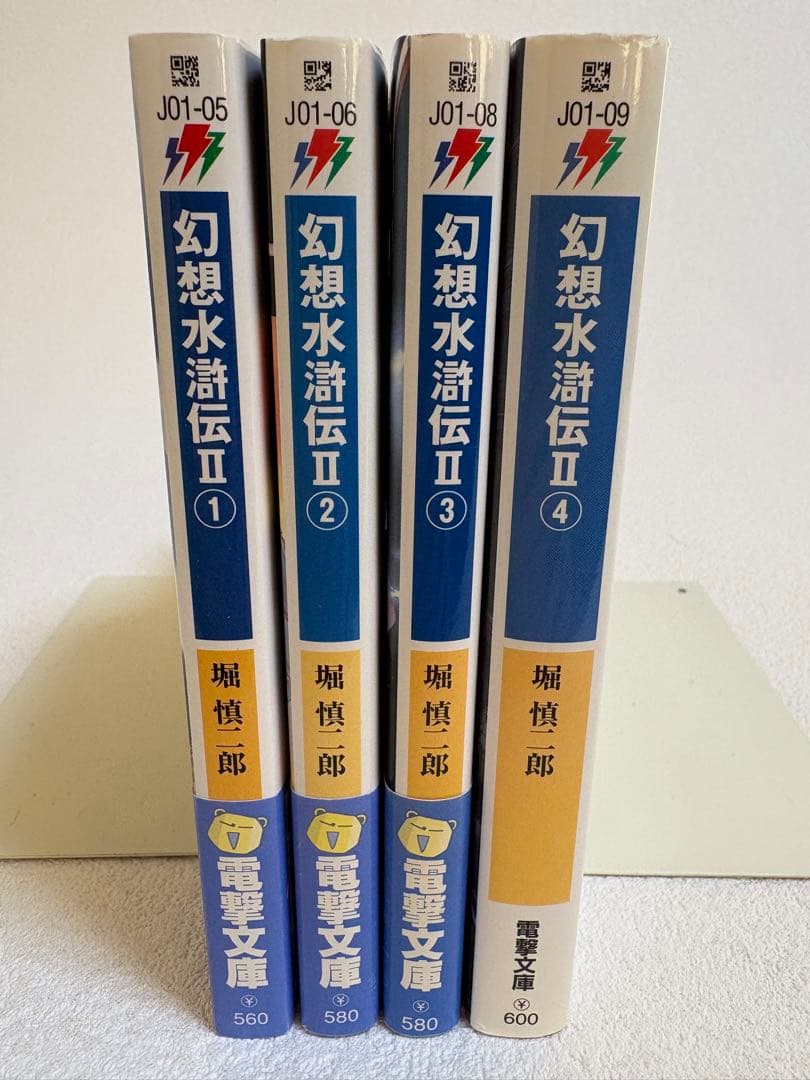 J01-05
幻想水滸伝Ⅱ①
堀 慎二郎
電撃文庫
¥
560
J01-06
幻想水滸伝Ⅱ②
堀 慎二郎
電撃文庫
¥
580
J01-08
幻想水滸伝Ⅱ③
堀 慎二郎
電撃文庫
¥
580
J01-09
幻想水滸伝Ⅱ④
堀 慎二郎
電撃文庫
¥
600